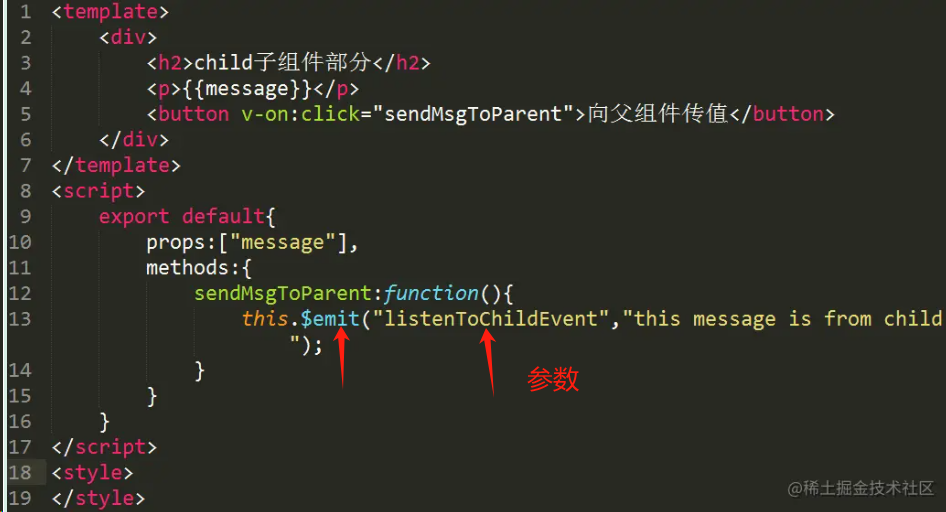 1 <template>
2 <div>
3 <h2>child子组件部分</h2>
4 <p>{{message}}</p>
5 <button v-on:click="sendMsgToParent">向父组件传值</button>
6 </div>
7 </template>
8 <script>
9 export default{
10 props:["message"],
11 methods:{
12 sendMsgToParent:function(){
13 this.$emit("listenToChildEvent","this message is from child
");
14 }
参数
15 }
16 }
17 </script>
18 <style>
19 </style>
@稀土掘金技术社区